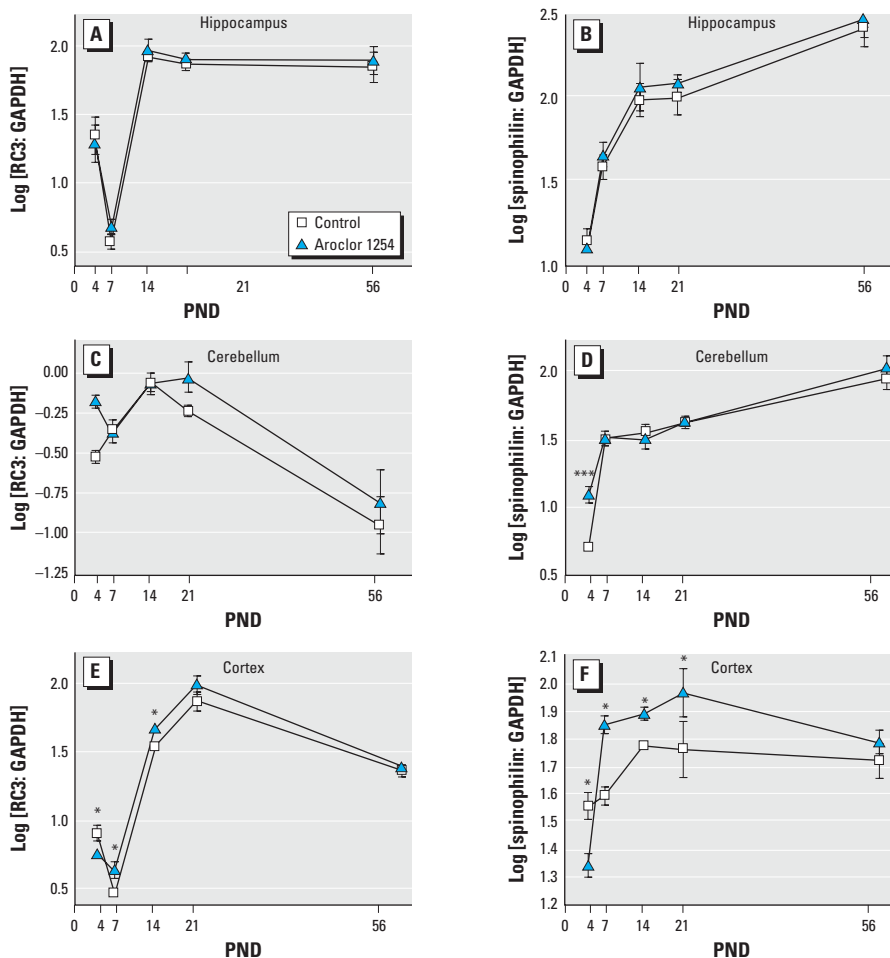 A
Hippocampus
Log [RC3: GAPDH]
2.0
1.5
1.0
0.5
Control
Aroclor 1254
0 4 7 14 21 56
PND
B
Hippocampus
Log [spinophilin: GAPDH]
2.5
2.0
1.5
1.0
0 4 7 14 21 56
PND
C
Cerebellum
Log [RC3: GAPDH]
0.00
−0.25
−0.50
−0.75
−1.00
−1.25
0 4 7 14 21 56
PND
D
Cerebellum
Log [spinophilin: GAPDH]
2.0
1.5
***
1.0
0.5
0 4 7 14 21 56
PND
E
Cortex
Log [RC3: GAPDH]
2.0
*
1.5
1.0
*
*
0.5
0 4 7 14 21 56
PND
F
Cortex
Log [spinophilin: GAPDH]
2.1
*
2.0
*
*
1.9
1.8
1.7
*
1.6
1.5
1.4
1.3
1.2
0 4 7 14 21 56
PND